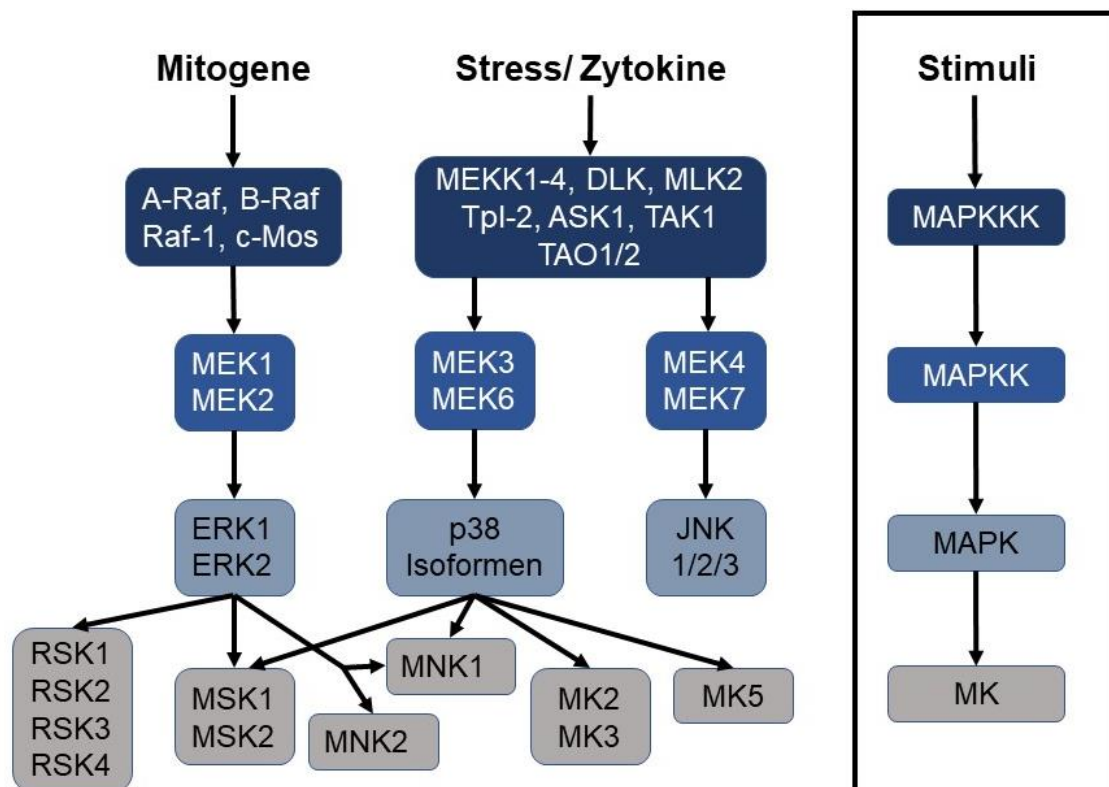 Mitogene
Stress/ Zytokine
Stimuli
A-Raf, B-Raf
Raf-1, c-Mos
MEKK1-4, DLK, MLK2
Tpl-2, ASK1, TAK1
TAO1/2
MAPKKK
MEK1
MEK2
MEK3
MEK6
MEK4
MEK7
MAPKK
ERK1
ERK2
p38
Isoformen
JNK
1/2/3
MAPK
RSK1
RSK2
RSK3
RSK4
MSK1
MSK2
MNK2
MNK1
MK2
MK3
MK5
MK